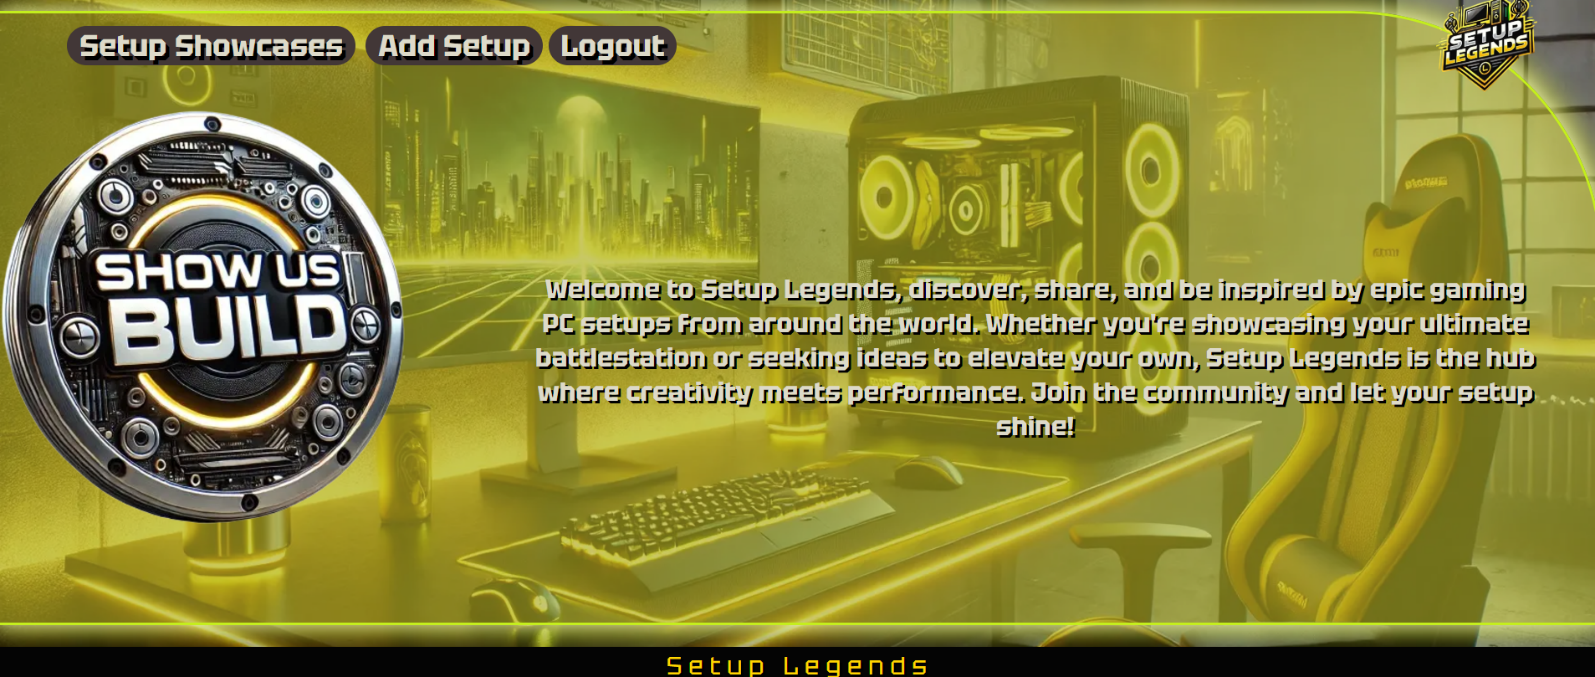 Setup Showcases Add Setup Logout
SETUP
LEGENDS
SHOW US
BUILD
Welcome to Setup Legends, discover, share, and be inspired by epic gaming
PC setups from around the world. Whether you're showcasing your ultimate
battlestation or seeking ideas to elevate your own, Setup Legends is the hub
where creativity meets performance. Join the community and let your setup
shine!
Setup Legends